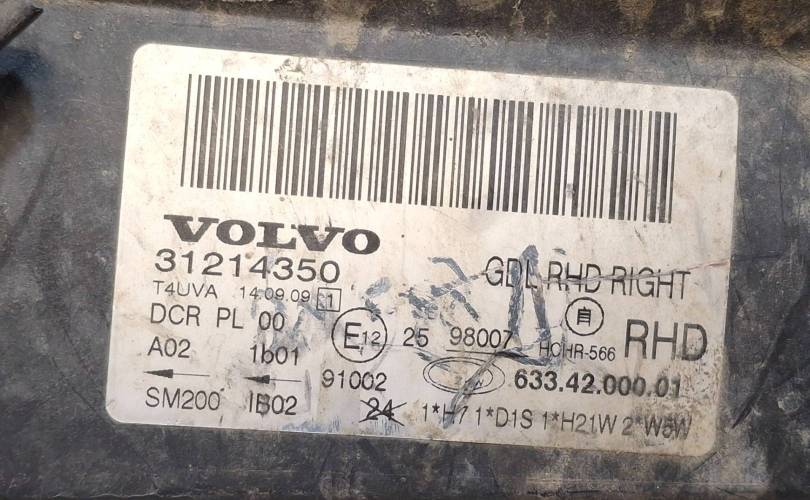 VOLVO
31214350
GDL RHD RIGHT
T4UVA 14.09.09 1
DCR PL 00 E12 25 98007 自
HCHR-566 RHD
A02 1b01
91002 633.42.000.01
SM200 IB02 24 1*H7 1*D1S 1*H21W 2*W5W